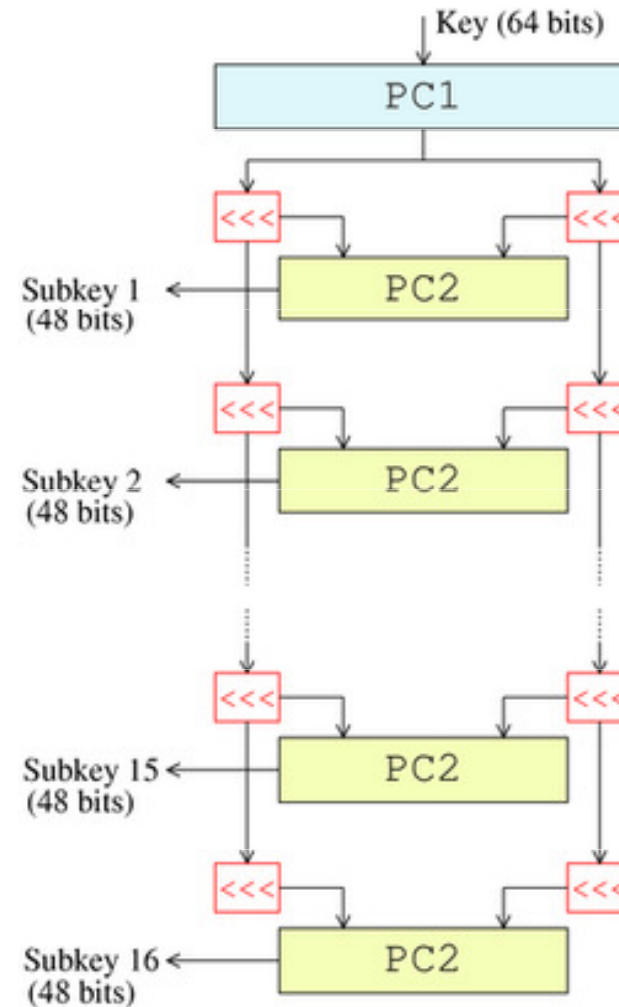 Key (64 bits)
PC1
<<< <<<
Subkey 1 PC2
(48 bits)
<<< <<<
Subkey 2 PC2
(48 bits)
<<< <<<
Subkey 15 PC2
(48 bits)
<<< <<<
Subkey 16 PC2
(48 bits)